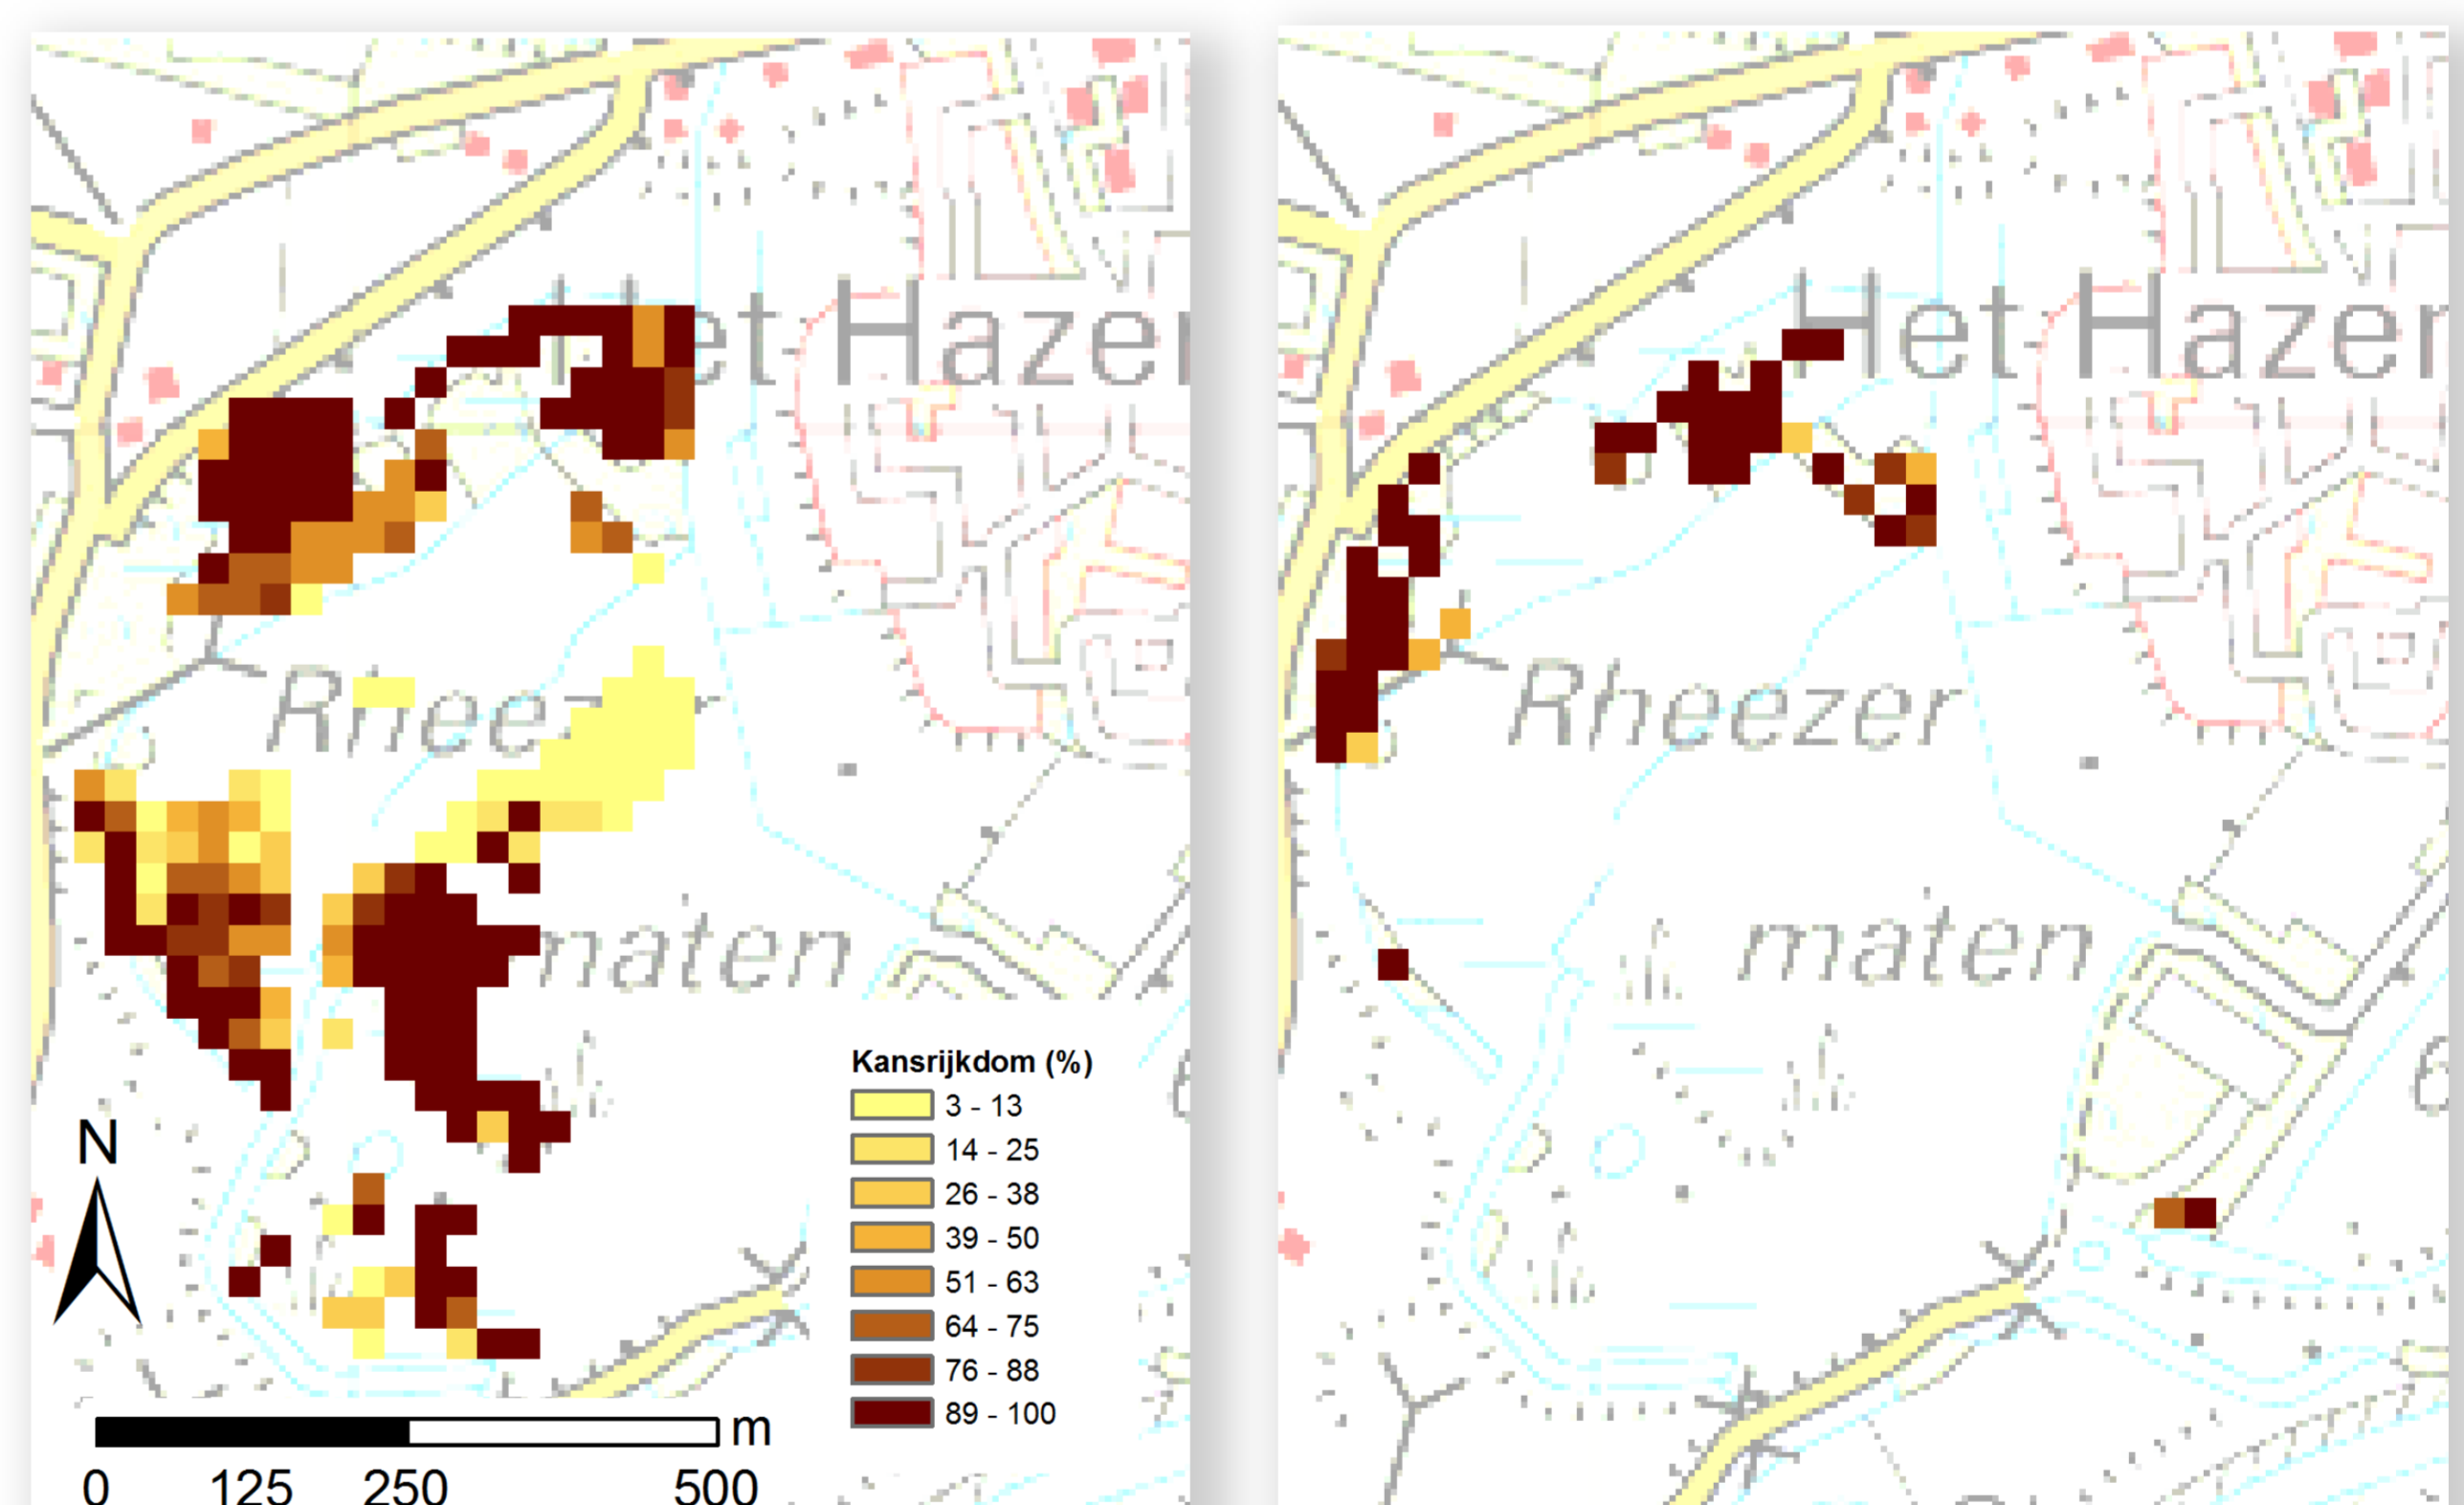 Het Hazer
Rheez
maten
N
Kansrijkdom (%)
3 - 13
14 - 25
26 - 38
39 - 50
51 - 63
64 - 75
76 - 88
89 - 100
m
0 125 250 500
Het Hazer
Rheezer
maten